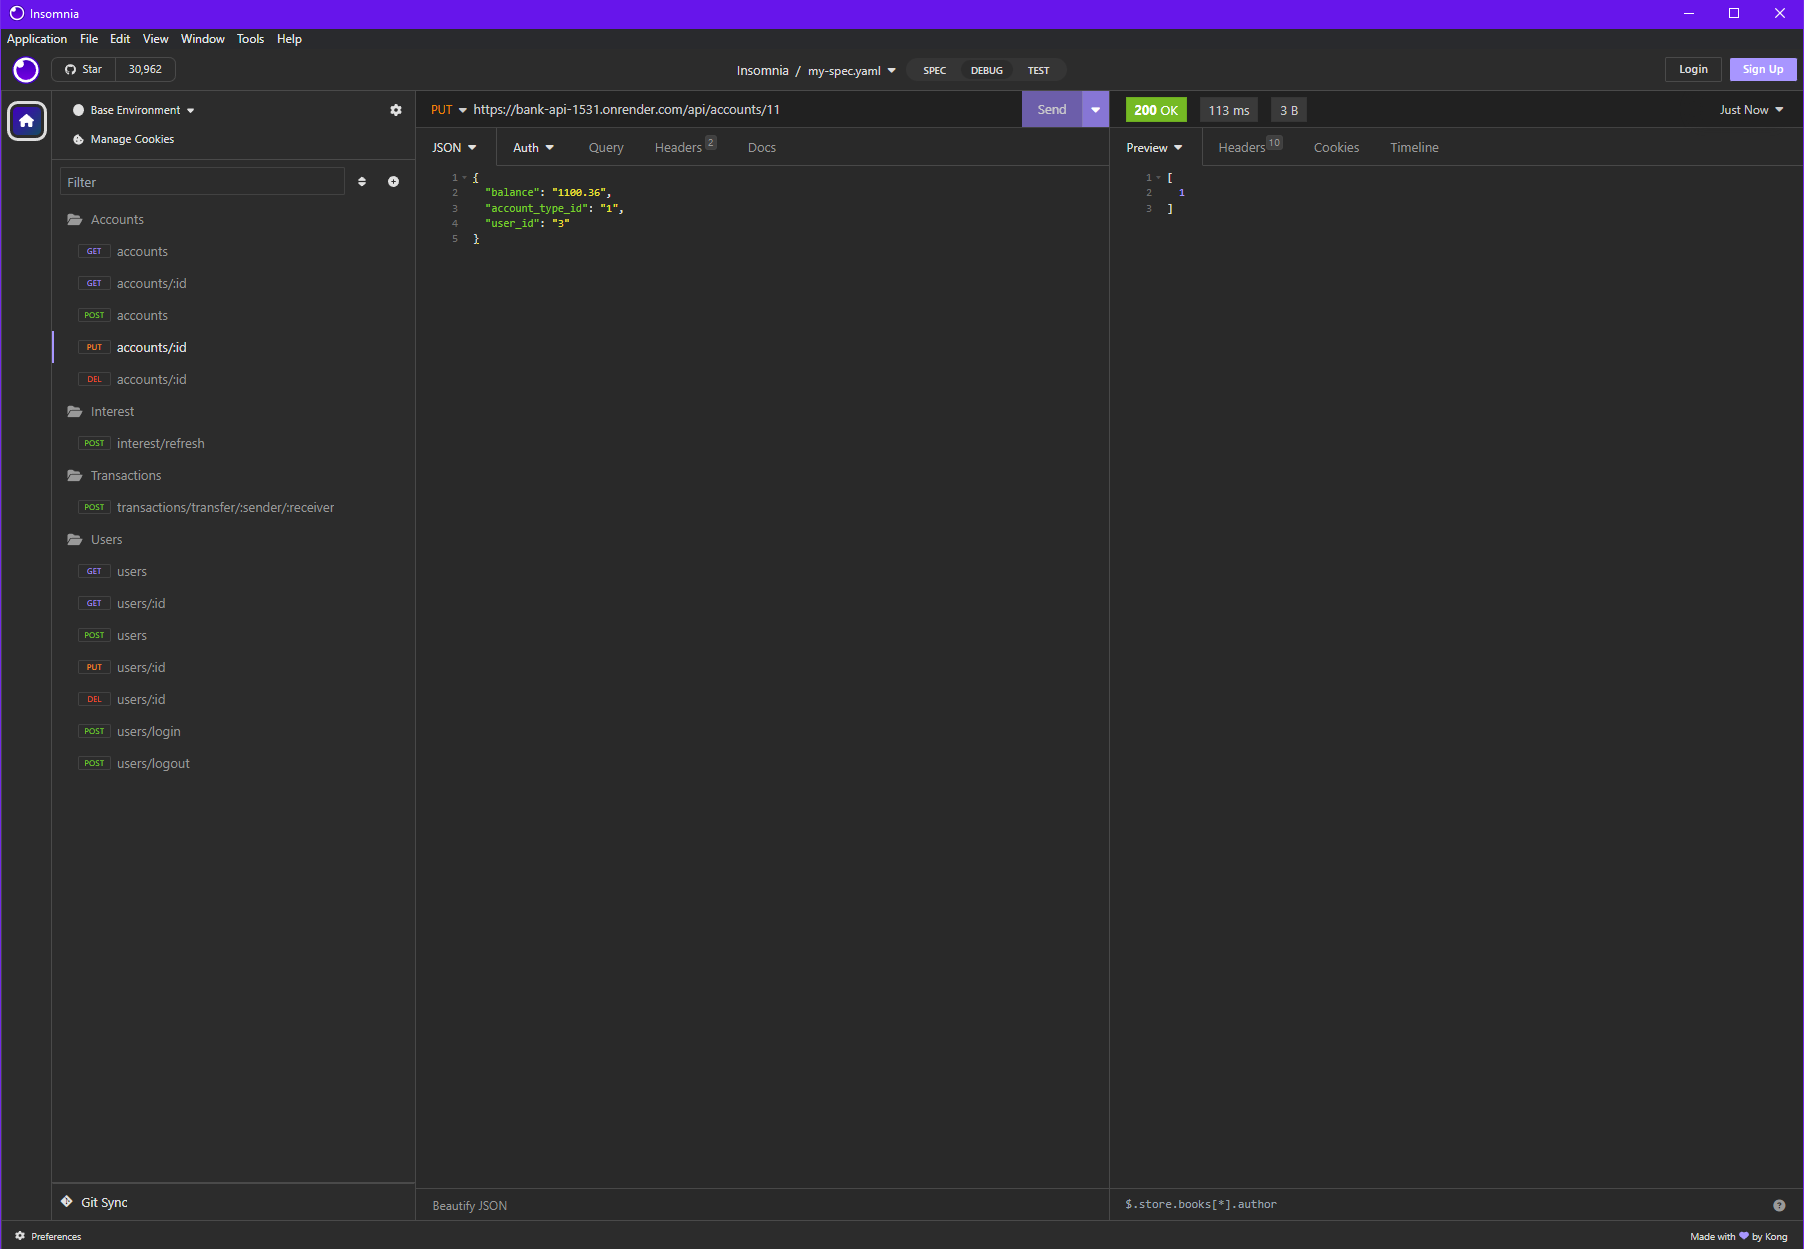 Insomnia
Application File Edit View Window Tools Help
Star 30,962
Insomnia / my-spec.yaml
SPEC DEBUG TEST
Login Sign Up
Base Environment
Manage Cookies
Filter
Accounts
GET accounts
GET accounts/:id
POST accounts
PUT accounts/:id
DEL accounts/:id
Interest
POST interest/refresh
Transactions
POST transactions/transfer/:sender/:receiver
Users
GET users
GET users/:id
POST users
PUT users/:id
DEL users/:id
POST users/login
POST users/logout
Git Sync
Preferences
PUT https://bank-api-1531.onrender.com/api/accounts/11 Send
JSON Auth Query Headers 2 Docs
1 {
2 "balance": "1100.36",
3 "account_type_id": "1",
4 "user_id": "3"
5 }
Beautify JSON
200 OK 113 ms 3 B Just Now
Preview Headers 10 Cookies Timeline
1 [
2 1
3 ]
$.store.books[*].author
?
Made with by Kong